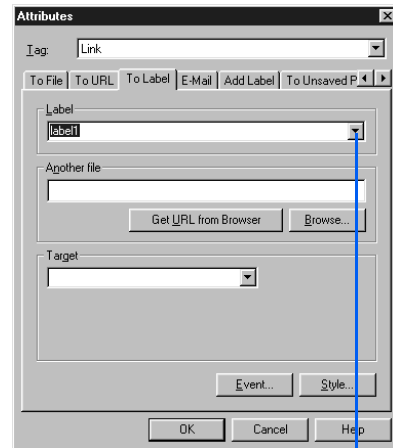 Attributes
Tag: Link
To File To URL To Label E-Mail Add Label To Unsaved P
Label
label1
Another file
Get URL from Browser Browse...
Target
Event... Style...
OK Cancel Help